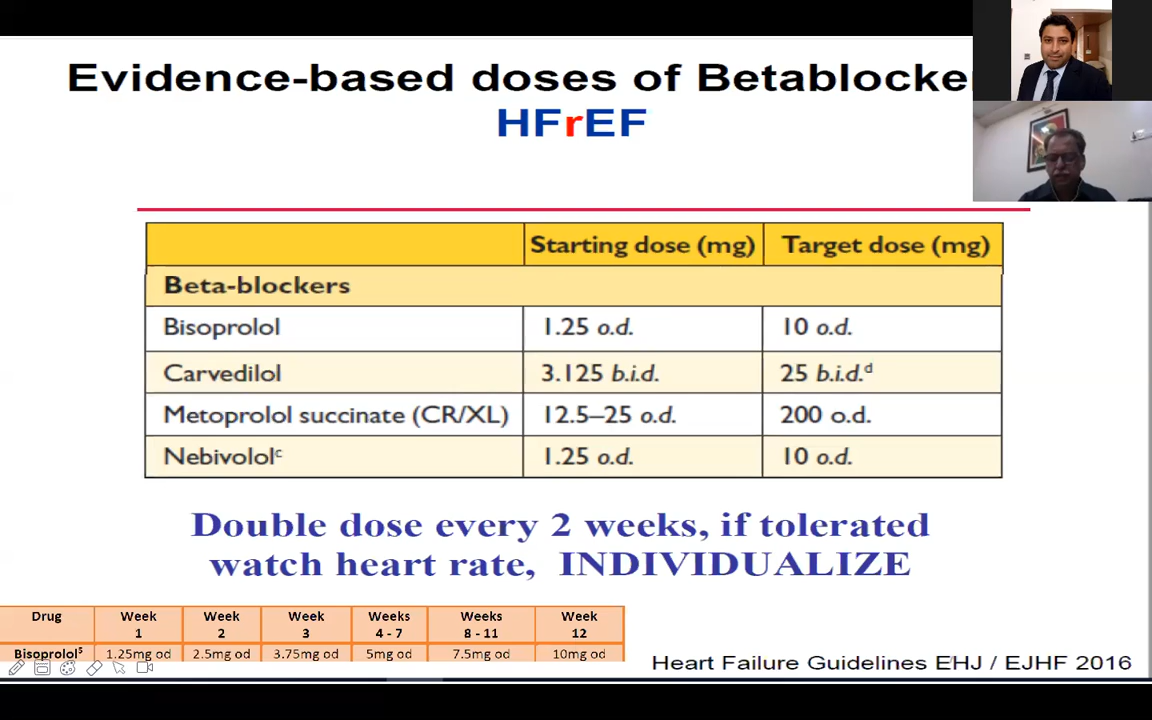 Evidence-based doses of Betablocke
HFrEF
Starting dose (mg) Target dose (mg)
Beta-blockers
Bisoprolol 1.25 o.d. 10 o.d.
Carvedilol 3.125 b.i.d. 25 b.i.d.ᵈ
Metoprolol succinate (CR/XL) 12.5–25 o.d. 200 o.d.
Nebivololᶜ 1.25 o.d. 10 o.d.
Double dose every 2 weeks, if tolerated
watch heart rate, INDIVIDUALIZE
Drug Week 1 Week 2 Week 3 Weeks 4 - 7 Weeks 8 - 11 Week 12
Bisoprolol⁵ 1.25mg od 2.5mg od 3.75mg od 5mg od 7.5mg od 10mg od
Heart Failure Guidelines EHJ / EJHF 2016